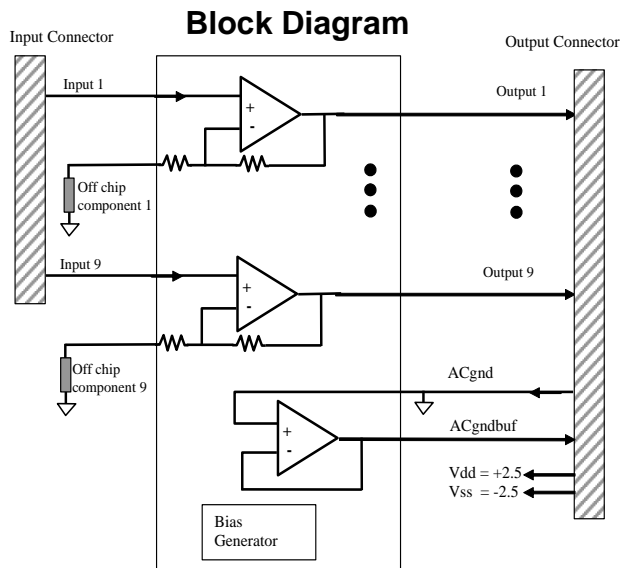 Block Diagram
Input Connector
Output Connector
Input 1
Output 1
+
-
Off chip
component 1
Input 9
Output 9
+
-
Off chip
component 9
ACgnd
ACgndbuf
+
-
Vdd = +2.5
Vss = -2.5
Bias
Generator